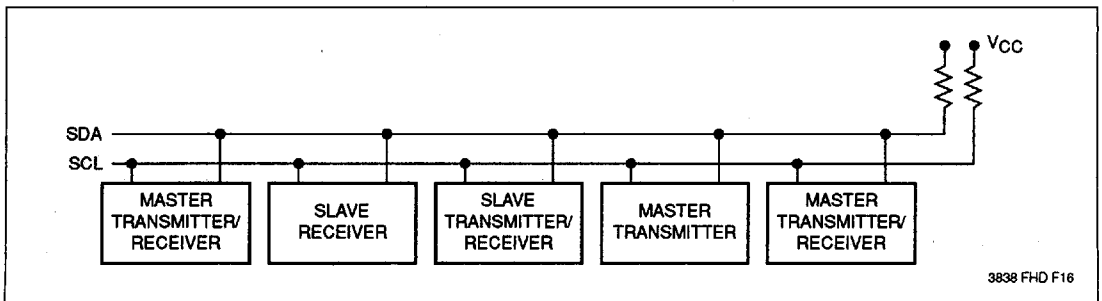 VCC
SDA
SCL
MASTER
TRANSMITTER/
RECEIVER
SLAVE
RECEIVER
SLAVE
TRANSMITTER/
RECEIVER
MASTER
TRANSMITTER
MASTER
TRANSMITTER/
RECEIVER
3838 FHD F16